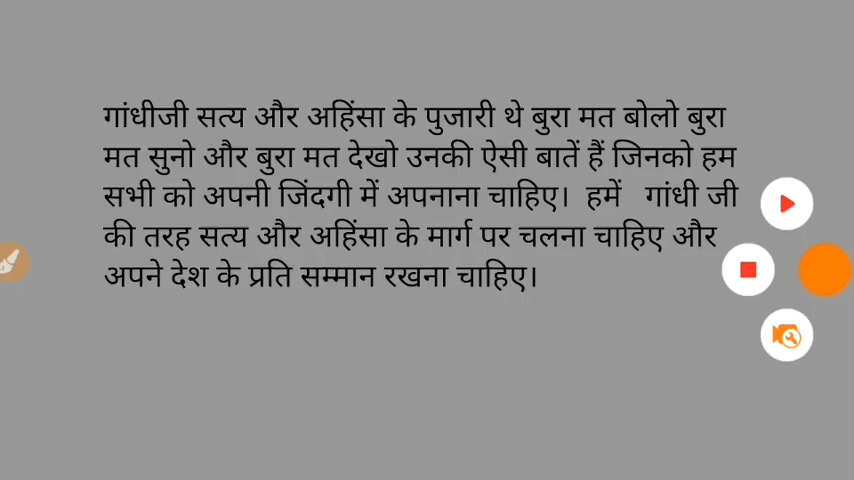 गांधीजी सत्य और अहिंसा के पुजारी थे बुरा मत बोलो बुरा
मत सुनो और बुरा मत देखो उनकी ऐसी बातें हैं जिनको हम
सभी को अपनी जिंदगी में अपनाना चाहिए। हमें गांधी जी
की तरह सत्य और अहिंसा के मार्ग पर चलना चाहिए और
अपने देश के प्रति सम्मान रखना चाहिए।